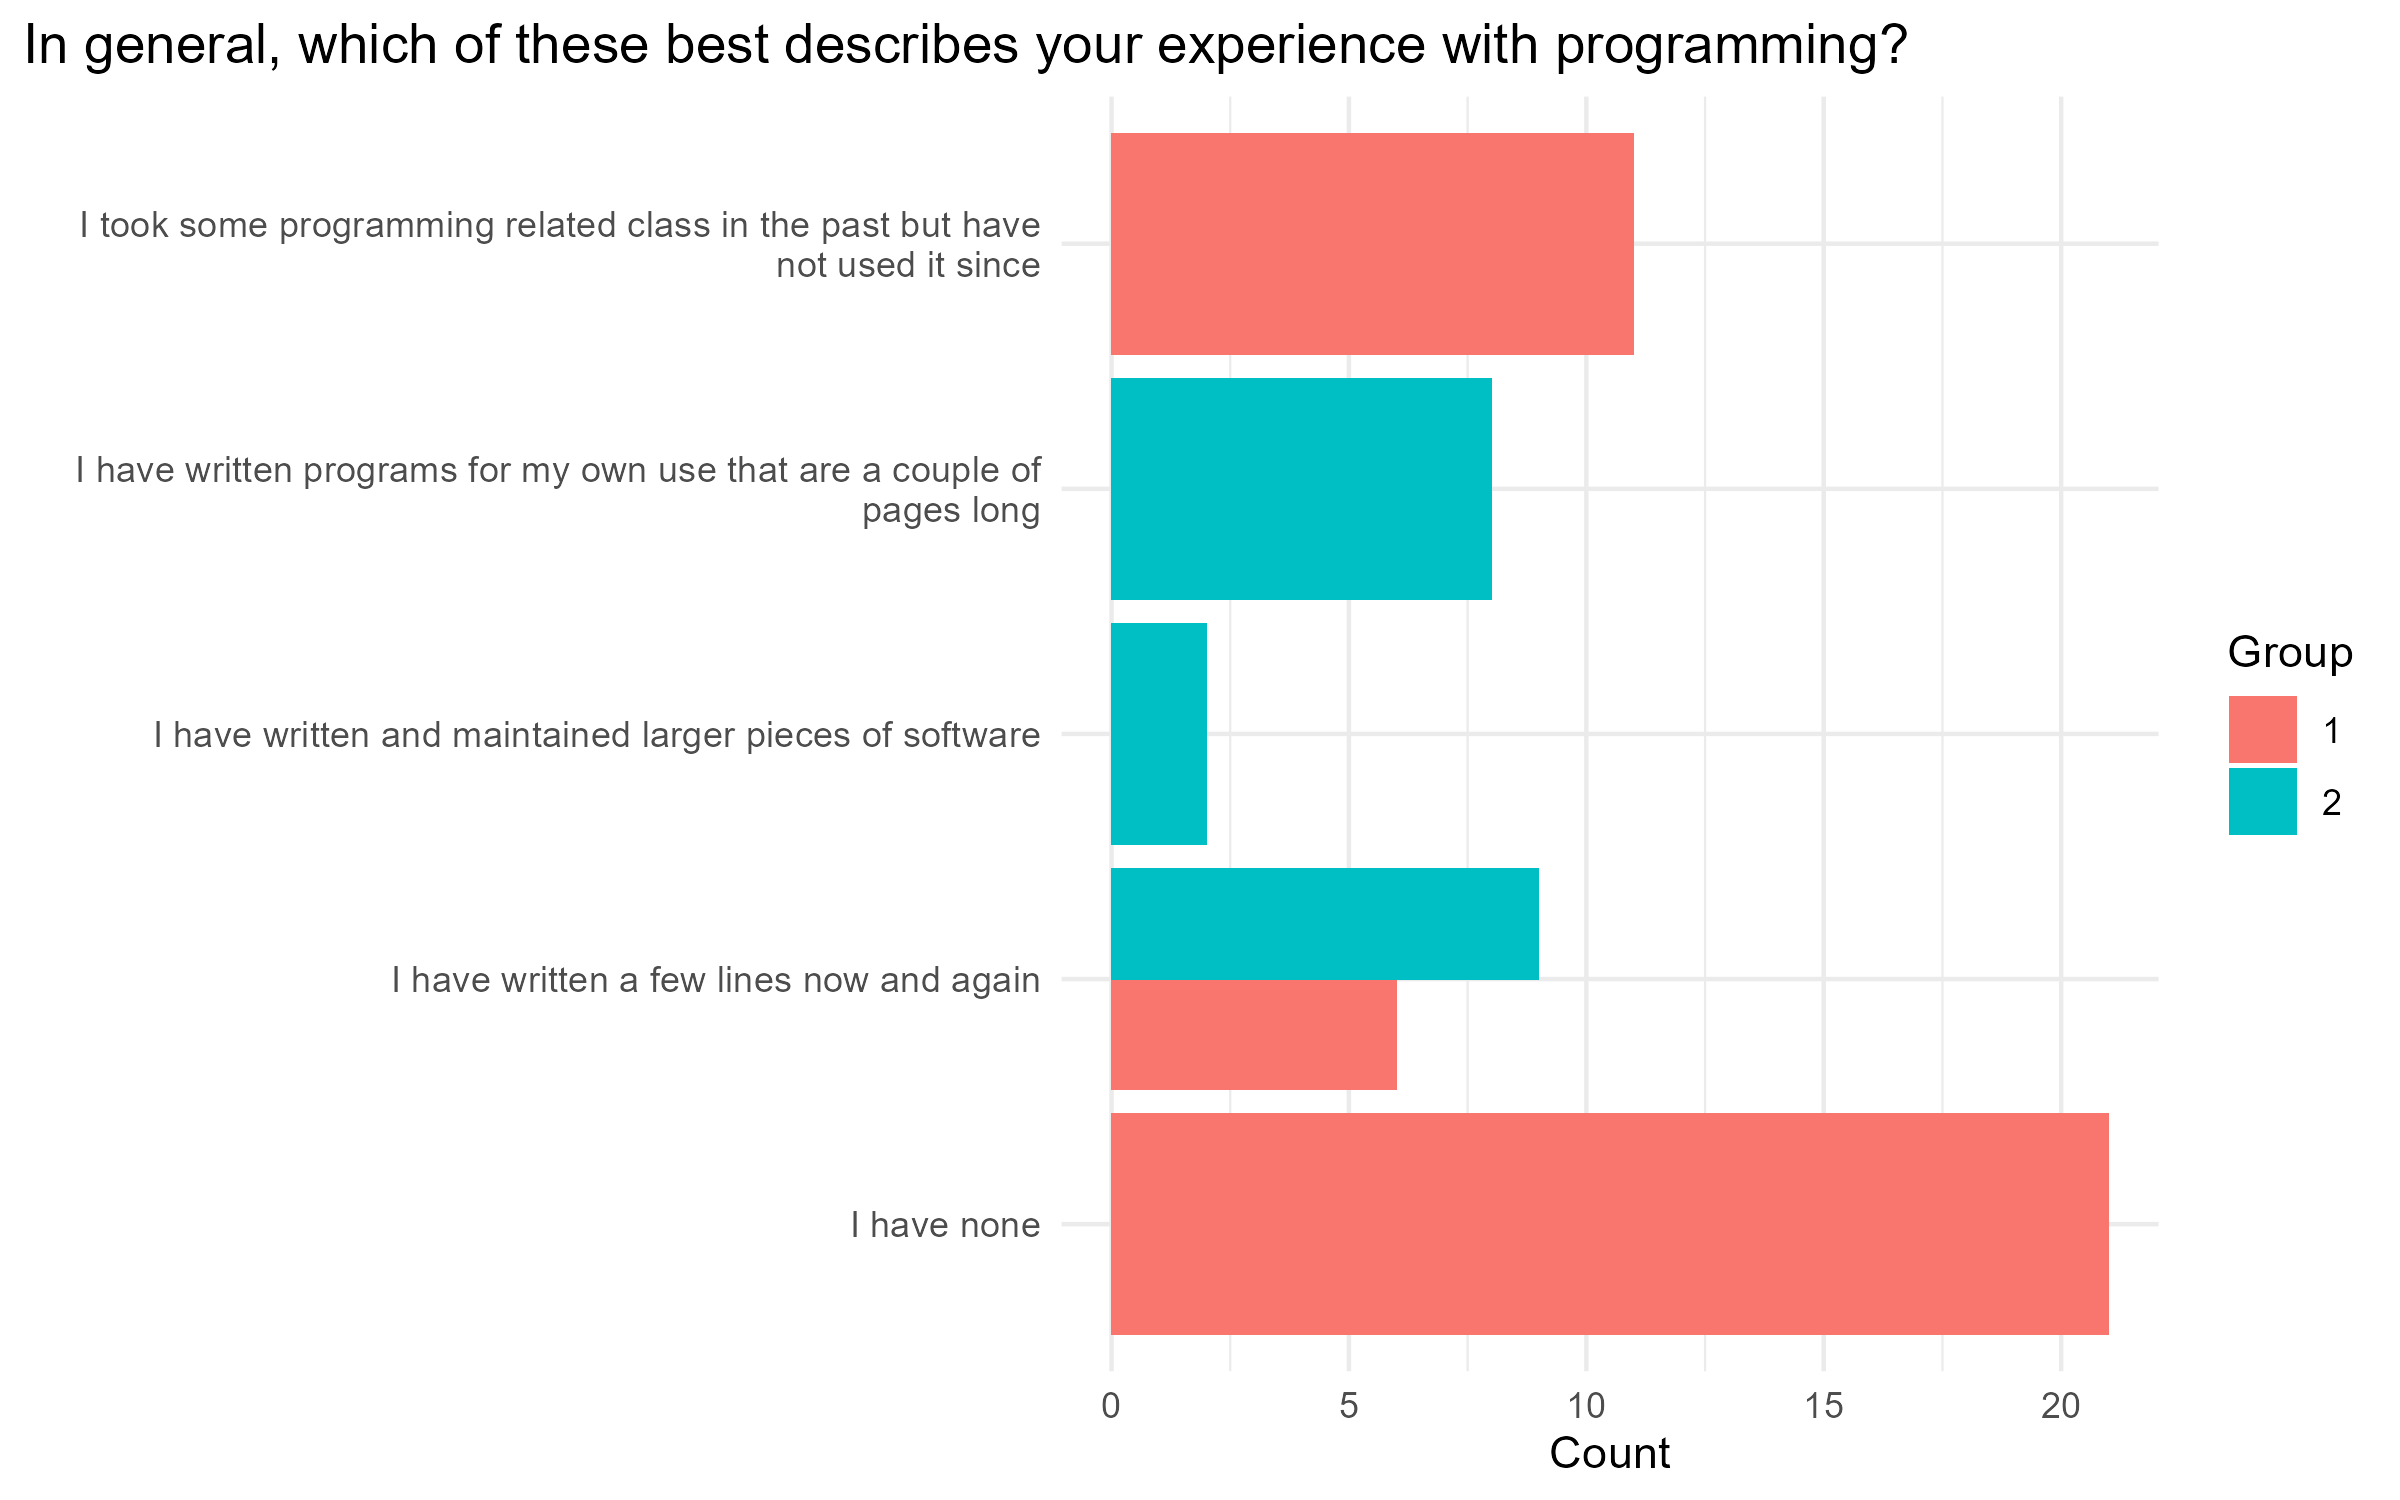 In general, which of these best describes your experience with programming?
I took some programming related class in the past but have
not used it since
I have written programs for my own use that are a couple of
pages long
I have written and maintained larger pieces of software
I have written a few lines now and again
I have none
0 5 10 15 20
Count
Group
1
2